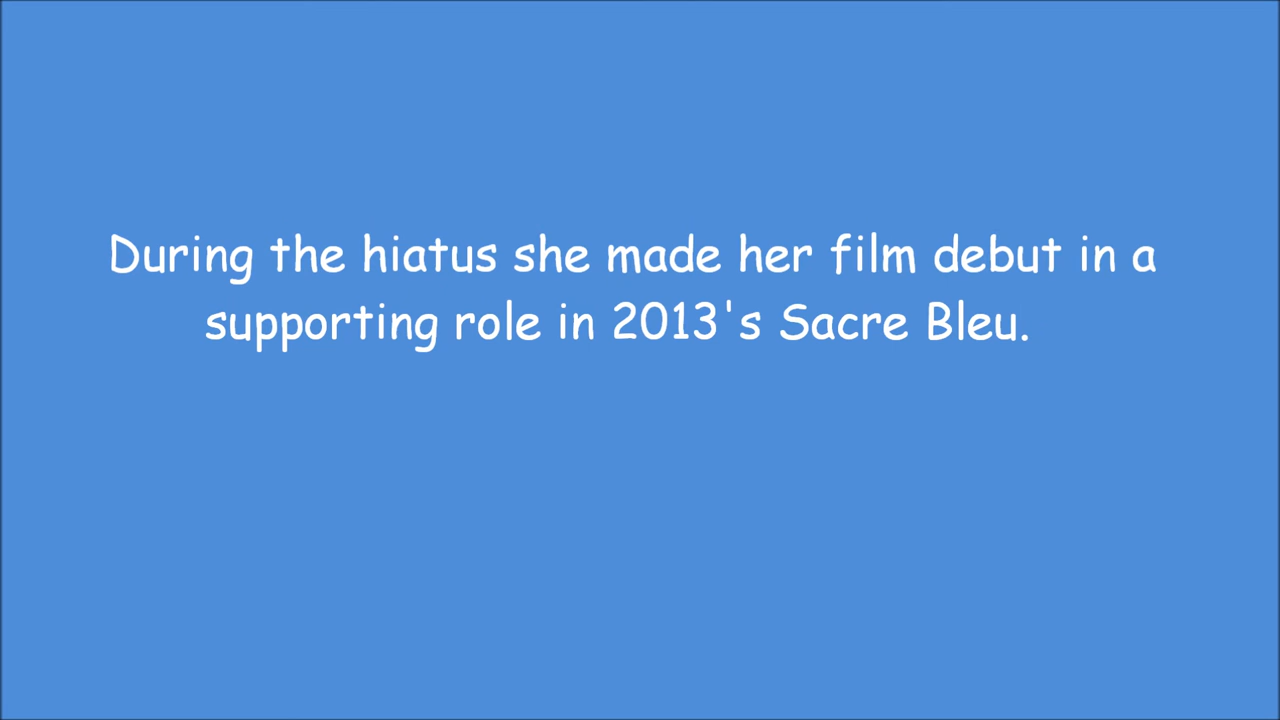 During the hiatus she made her film debut in a
supporting role in 2013's Sacre Bleu.